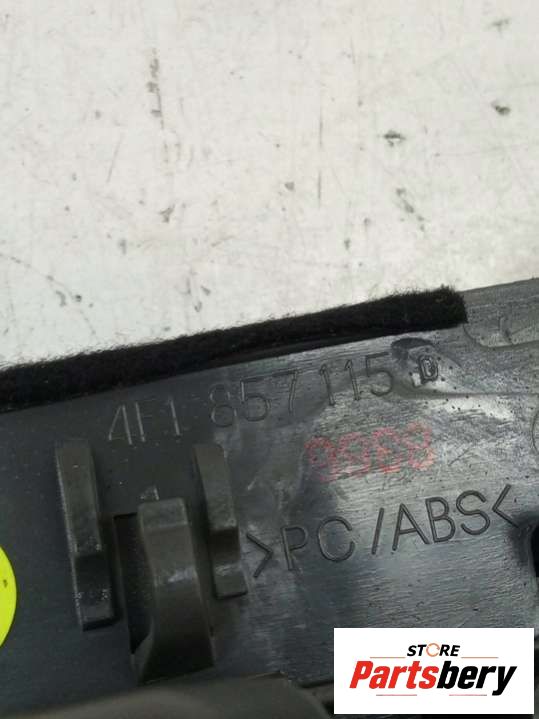 4F1 857 115 D
>PC/ABS<
STORE
Partsbery